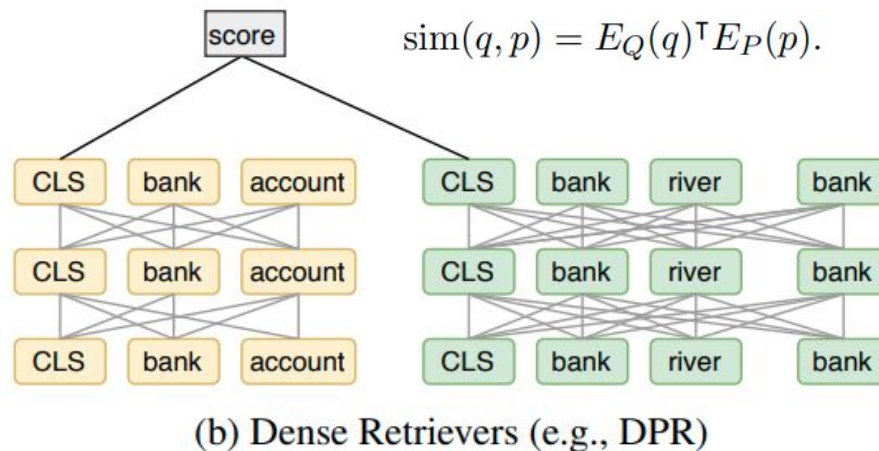 score sim(q, p) = E_Q(q)^⊺ E_P(p).
CLS bank account CLS bank river bank
CLS bank account CLS bank river bank
CLS bank account CLS bank river bank
(b) Dense Retrievers (e.g., DPR)